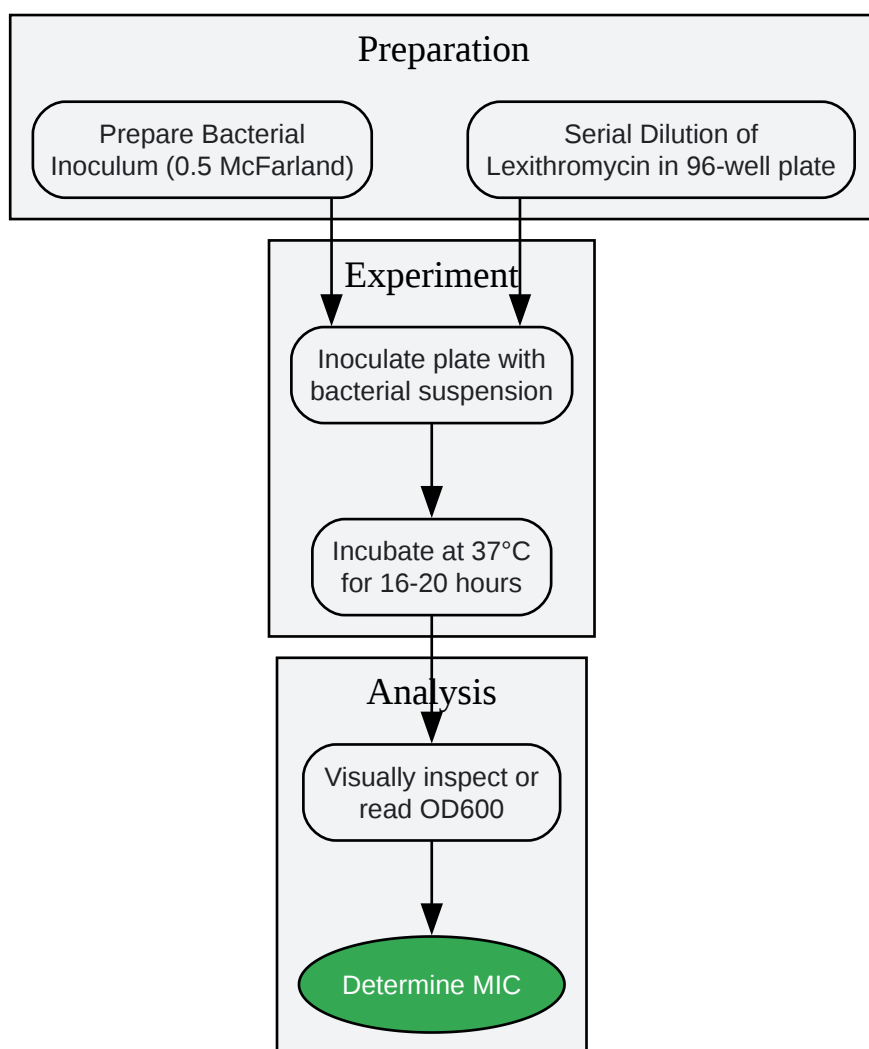 Preparation
Prepare Bacterial
Inoculum (0.5 McFarland)
Serial Dilution of
Lexithromycin in 96-well plate
Experiment
Inoculate plate with
bacterial suspension
Incubate at 37°C
for 16-20 hours
Analysis
Visually inspect or
read OD600
Determine MIC